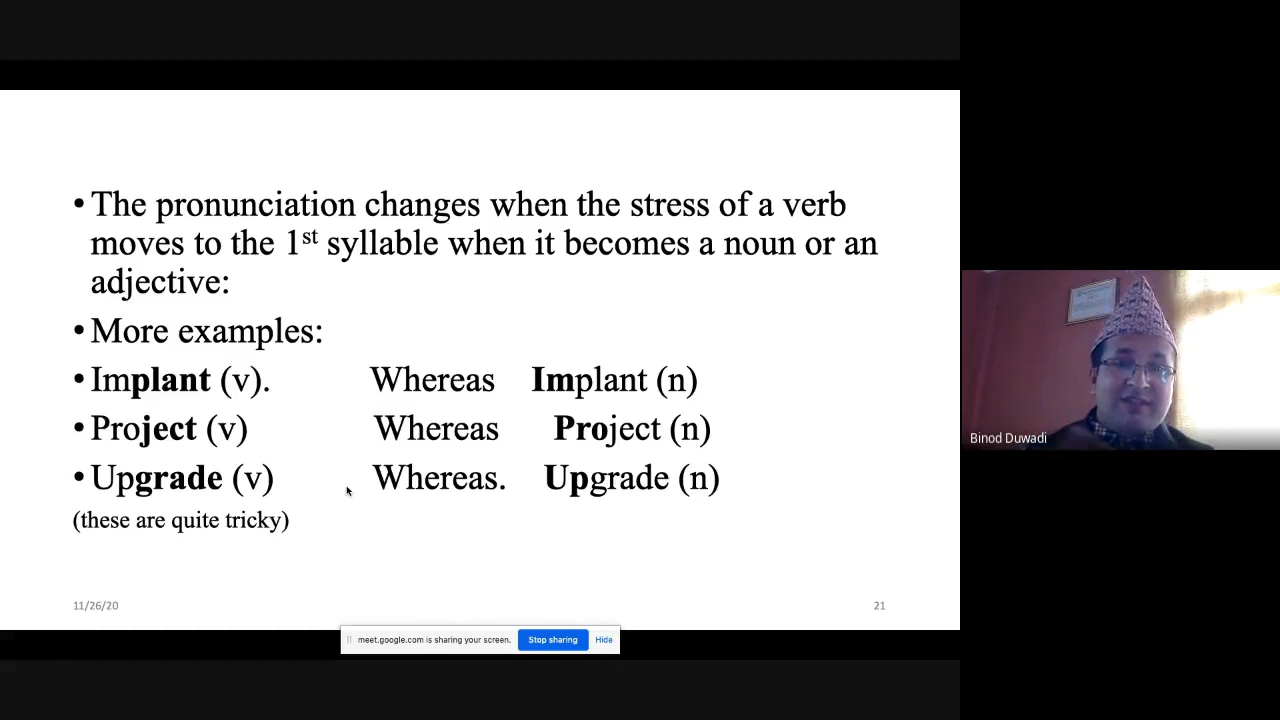 • The pronunciation changes when the stress of a verb
moves to the 1st syllable when it becomes a noun or an
adjective:
• More examples:
• Implant (v). Whereas Implant (n)
• Project (v) Whereas Project (n)
• Upgrade (v) Whereas. Upgrade (n)
(these are quite tricky)
11/26/20 21
meet.google.com is sharing your screen. Stop sharing Hide
Binod Duwadi